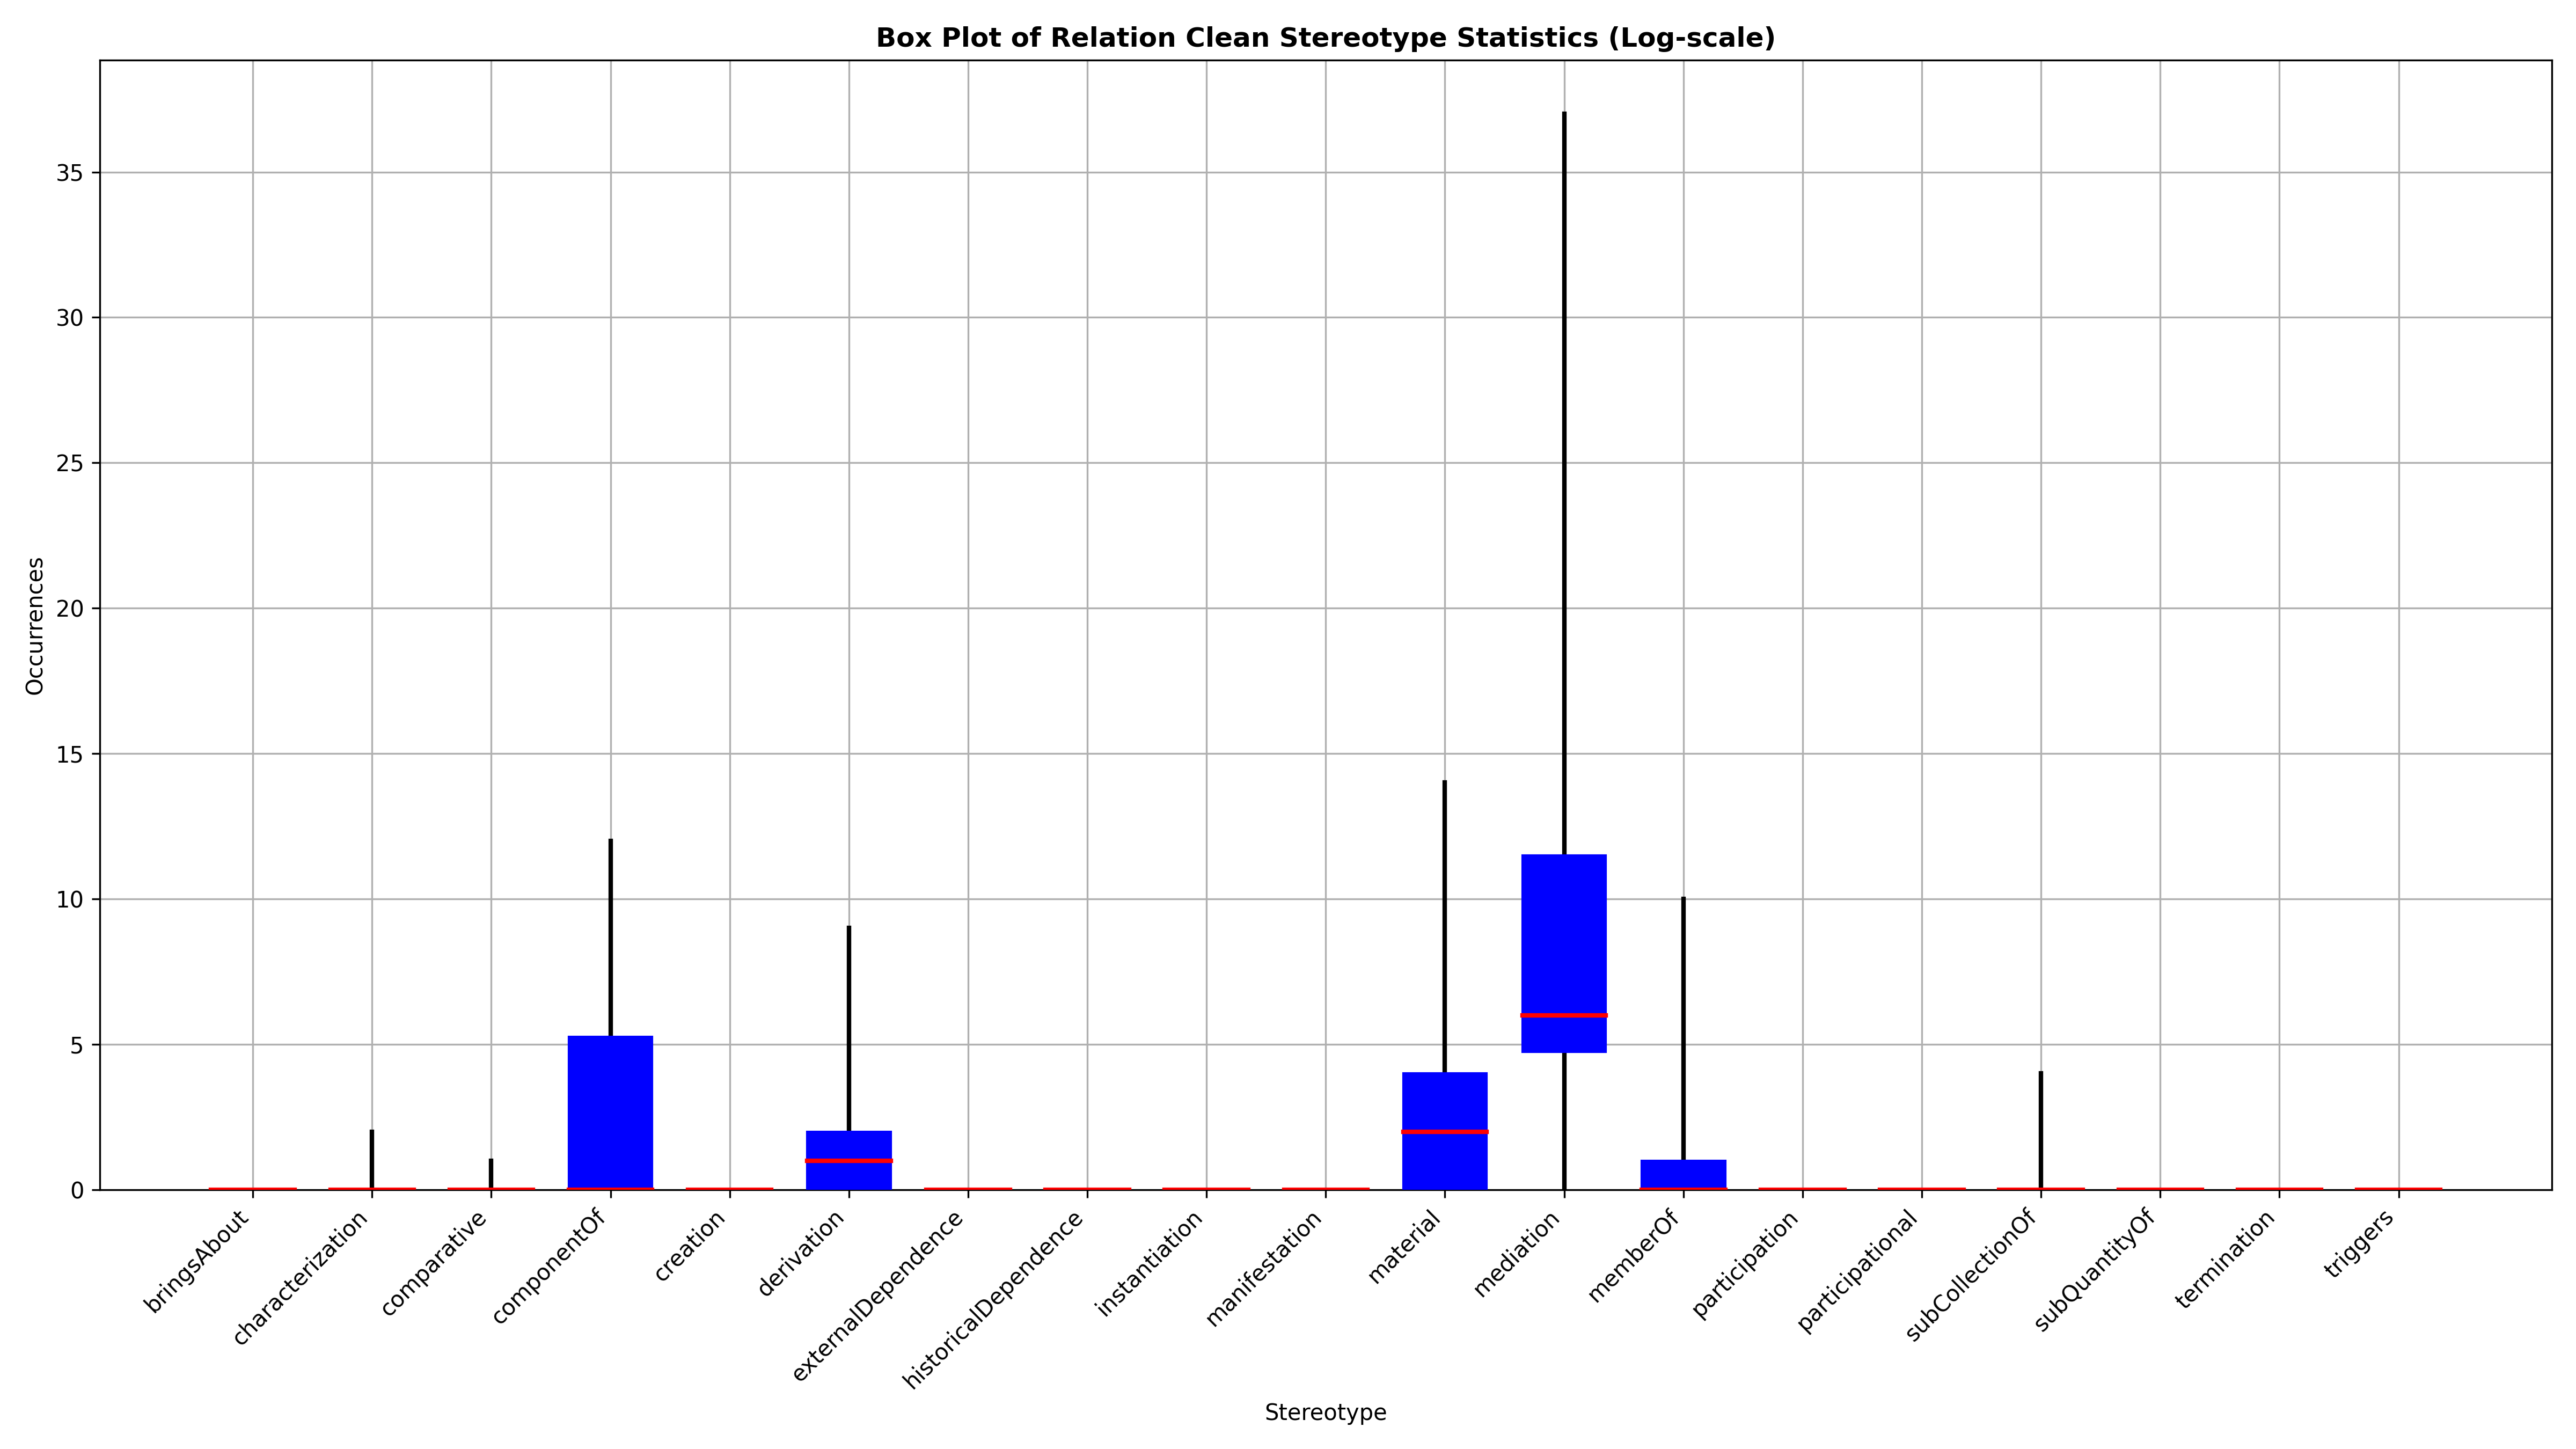 Box Plot of Relation Clean Stereotype Statistics (Log-scale)
Occurrences
35
30
25
20
15
10
5
0
bringsAbout
characterization
comparative
componentOf
creation
derivation
externalDependence
historicalDependence
instantiation
manifestation
material
mediation
memberOf
participation
participational
subCollectionOf
subQuantityOf
termination
triggers
Stereotype